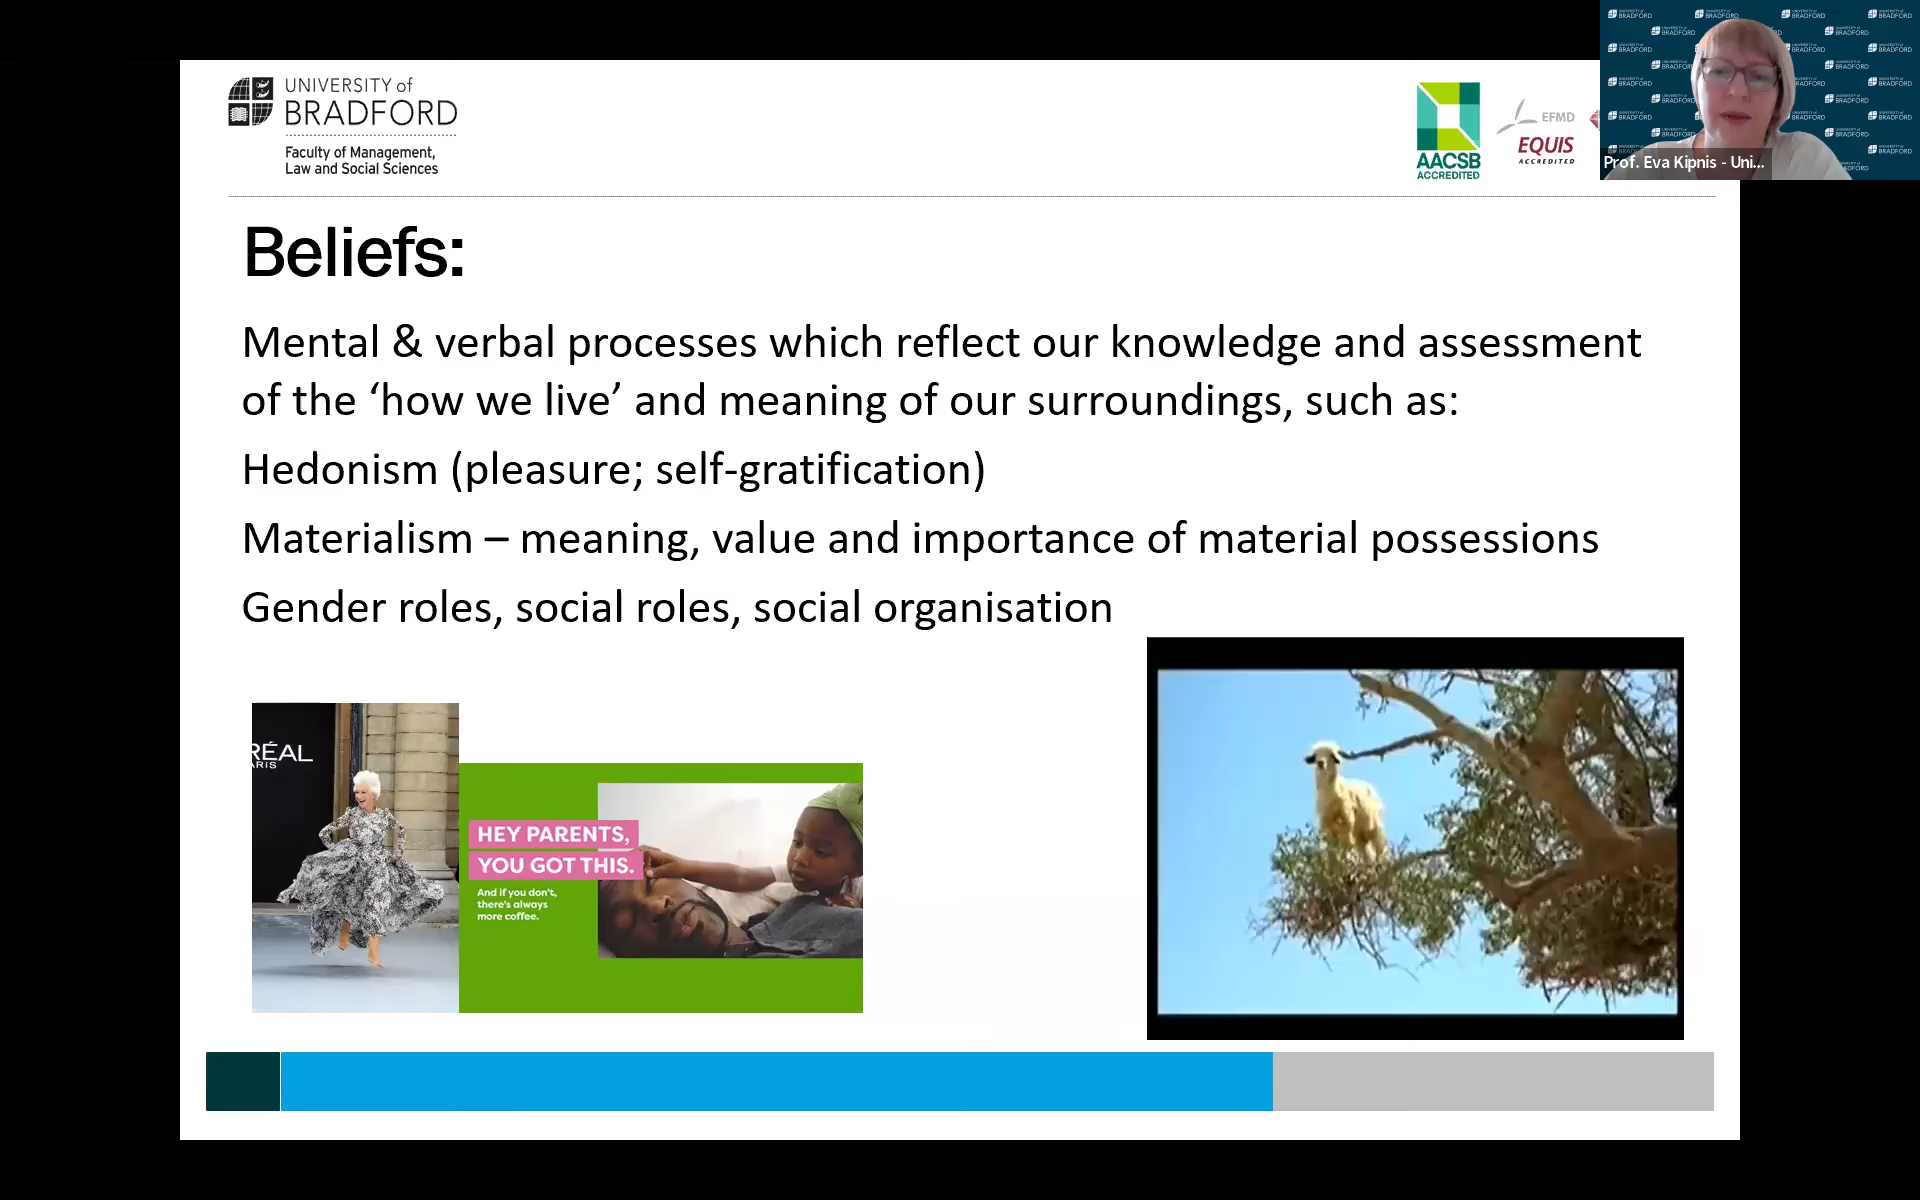 UNIVERSITY of
BRADFORD
Faculty of Management,
Law and Social Sciences
AACSB
ACCREDITED
EFMD
EQUIS
ACCREDITED
Prof. Eva Kipnis - Uni...
Beliefs:
Mental & verbal processes which reflect our knowledge and assessment
of the ‘how we live’ and meaning of our surroundings, such as:
Hedonism (pleasure; self-gratification)
Materialism – meaning, value and importance of material possessions
Gender roles, social roles, social organisation
RÉAL
ARIS
HEY PARENTS,
YOU GOT THIS.
And if you don't,
there's always
more coffee.